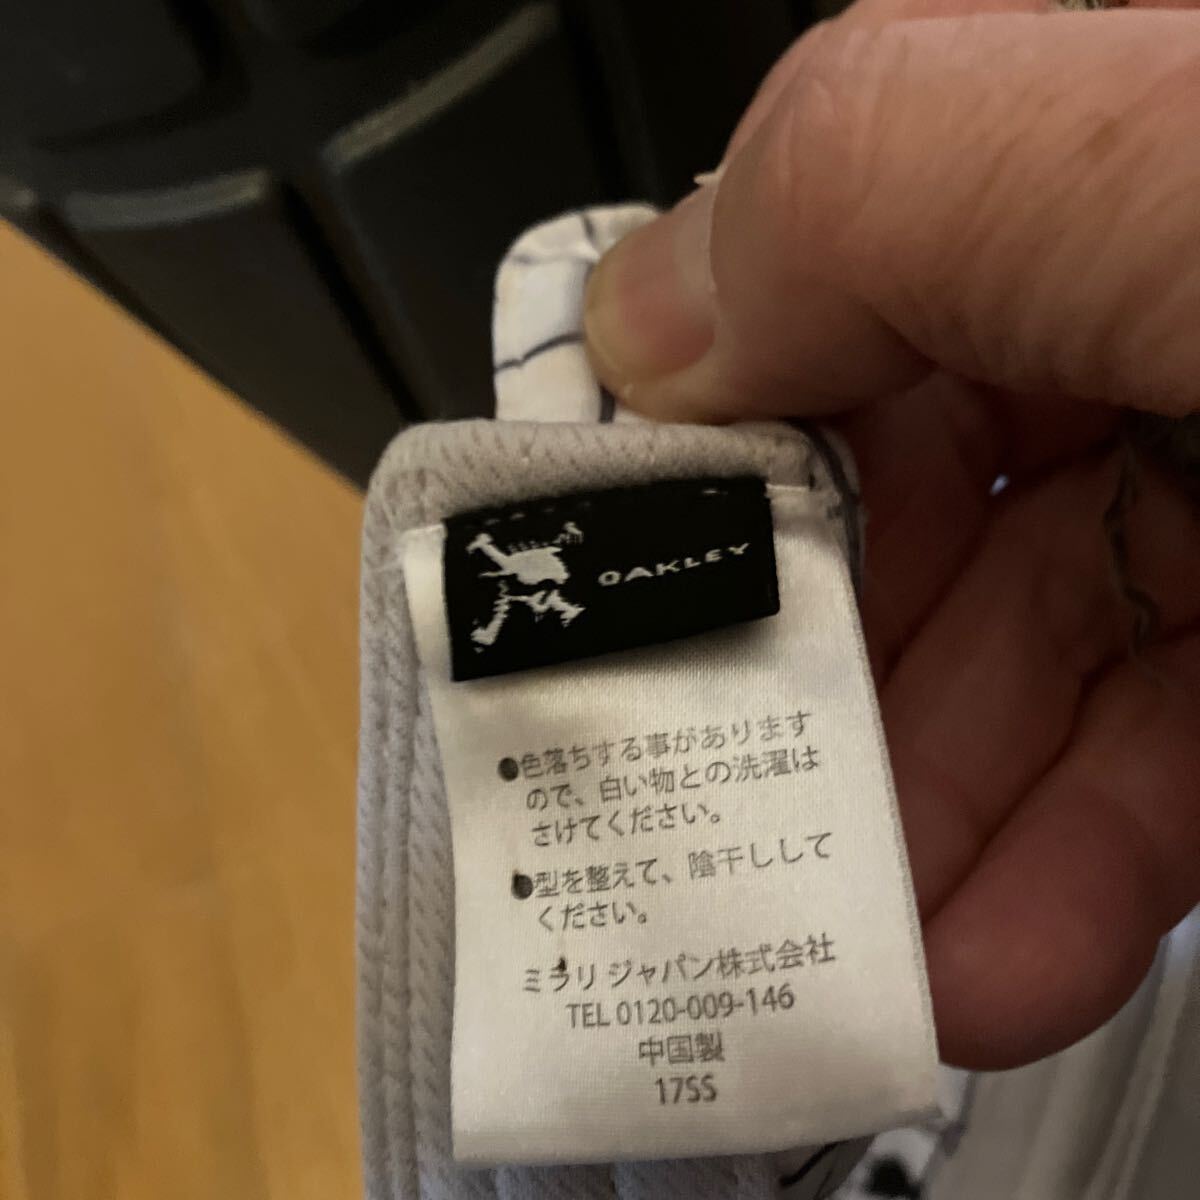 OAKLEY
●色落ちする事があります
ので、白い物との洗濯は
さけてください。
●型を整えて、陰干しして
ください。
ミラリ ジャパン株式会社
TEL 0120-009-146
中国製
17SS